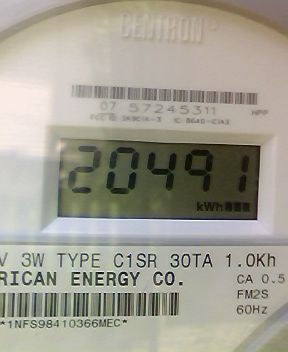 CENTRON®
07 57245311 HPP
20491
kWh
V 3W TYPE C1SR 30TA 1.0Kh
RICAN ENERGY CO. CA 0.5
FM2S
60Hz
*1NFS98410366MEC*